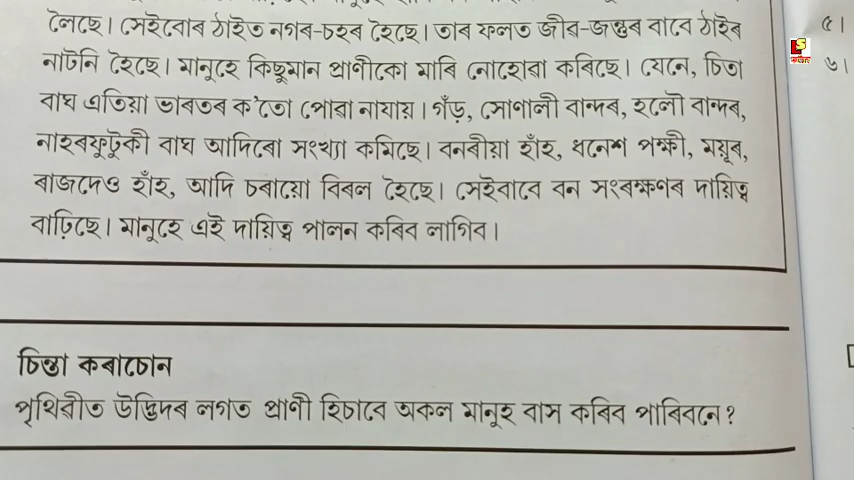 লৈছে। সেইবোৰ ঠাইত নগৰ-চহৰ হৈছে। তাৰ ফলত জীৱ-জন্তুৰ বাবে ঠাইৰ
নাটনি হৈছে। মানুহে কিছুমান প্ৰাণীকো মাৰি নোহোৱা কৰিছে। যেনে, চিতা
বাঘ এতিয়া ভাৰতৰ ক'তো পোৱা নাযায়। গঁড়, সোণালী বান্দৰ, হলৌ বান্দৰ,
নাহৰফুটুকী বাঘ আদিৰো সংখ্যা কমিছে। বনৰীয়া হাঁহ, ধনেশ পক্ষী, ময়ূৰ,
ৰাজদেও হাঁহ, আদি চৰায়ো বিৰল হৈছে। সেইবাবে বন সংৰক্ষণৰ দায়িত্ব
বাঢ়িছে। মানুহে এই দায়িত্ব পালন কৰিব লাগিব।
চিন্তা কৰাচোন
পৃথিৱীত উদ্ভিদৰ লগত প্ৰাণী হিচাবে অকল মানুহ বাস কৰিব পাৰিবনে?
৫।
৬।